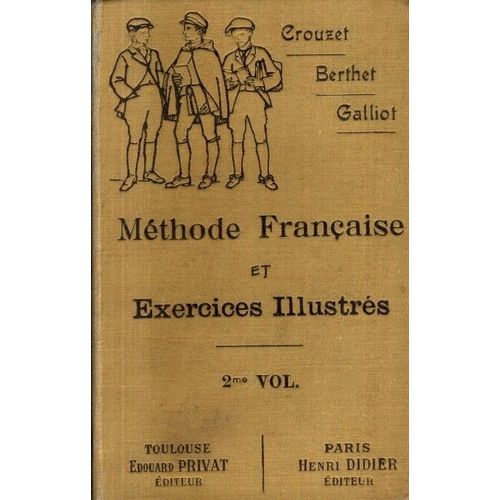 Crouzet
Berthet
Galliot
Méthode Française
ET
Exercices Illustrés
2me VOL.
TOULOUSE
EDOUARD PRIVAT
ÉDITEUR
PARIS
HENRI DIDIER
ÉDITEUR